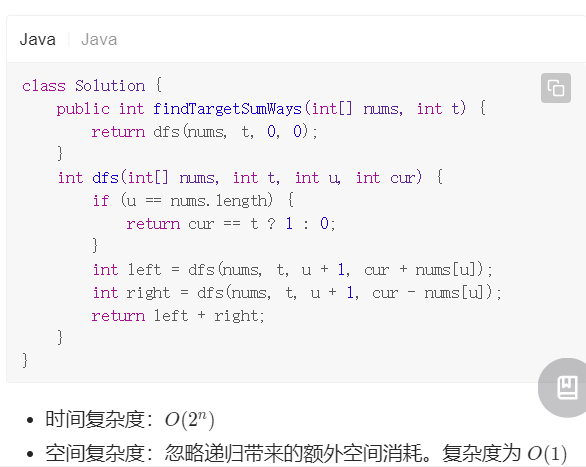 Java Java
class Solution {
    public int findTargetSumWays(int[] nums, int t) {
        return dfs(nums, t, 0, 0);
    }
    int dfs(int[] nums, int t, int u, int cur) {
        if (u == nums.length) {
            return cur == t ? 1 : 0;
        }
        int left = dfs(nums, t, u + 1, cur + nums[u]);
        int right = dfs(nums, t, u + 1, cur - nums[u]);
        return left + right;
    }
}
• 时间复杂度：O(2ⁿ)
• 空间复杂度：忽略递归带来的额外空间消耗。复杂度为 O(1)